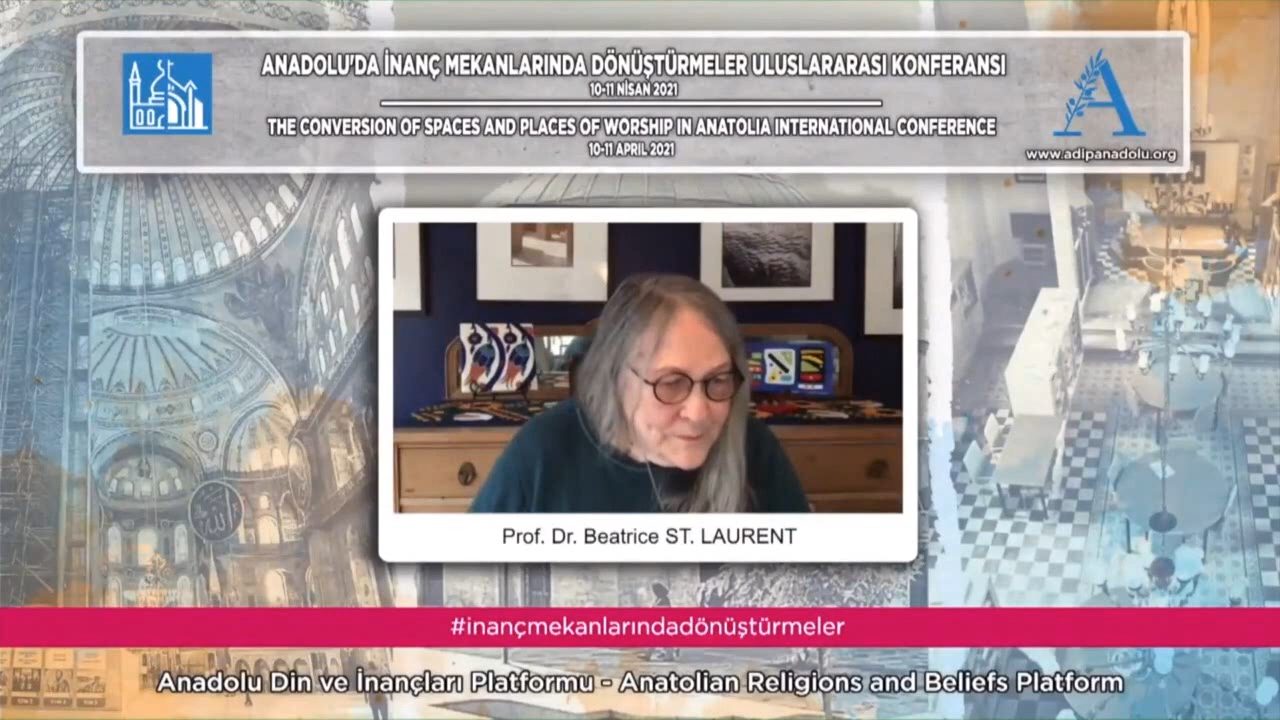 ANADOLU'DA İNANÇ MEKANLARINDA DÖNÜŞTÜRMELER ULUSLARARASI KONFERANSI
10-11 NİSAN 2021
THE CONVERSION OF SPACES AND PLACES OF WORSHIP IN ANATOLIA INTERNATIONAL CONFERENCE
10-11 APRIL 2021
www.adipanadolu.org
Prof. Dr. Beatrice ST. LAURENT
#inançmekanlarındadönüştürmeler
Anadolu Din ve İnançları Platformu - Anatolian Religions and Beliefs Platform